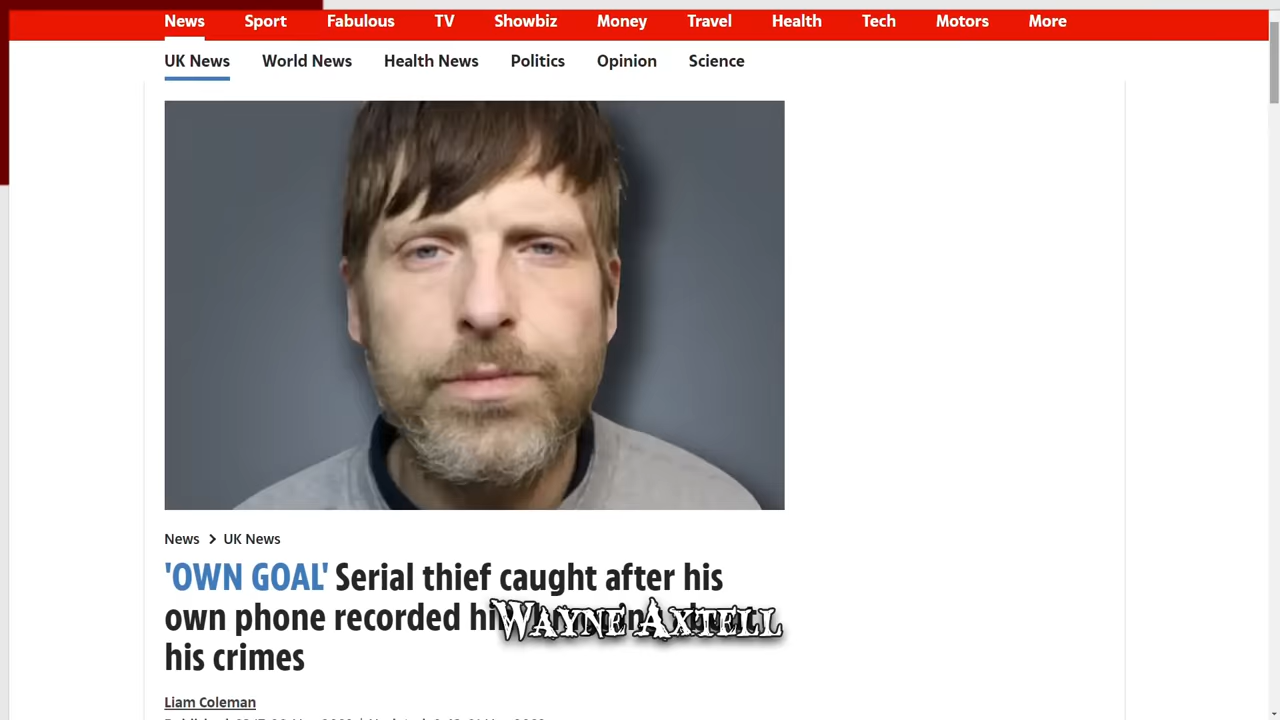 News Sport Fabulous TV Showbiz Money Travel Health Tech Motors More
UK News World News Health News Politics Opinion Science
News > UK News
'OWN GOAL' Serial thief caught after his
own phone recorded
Wayne Axtell
his crimes
Liam Coleman